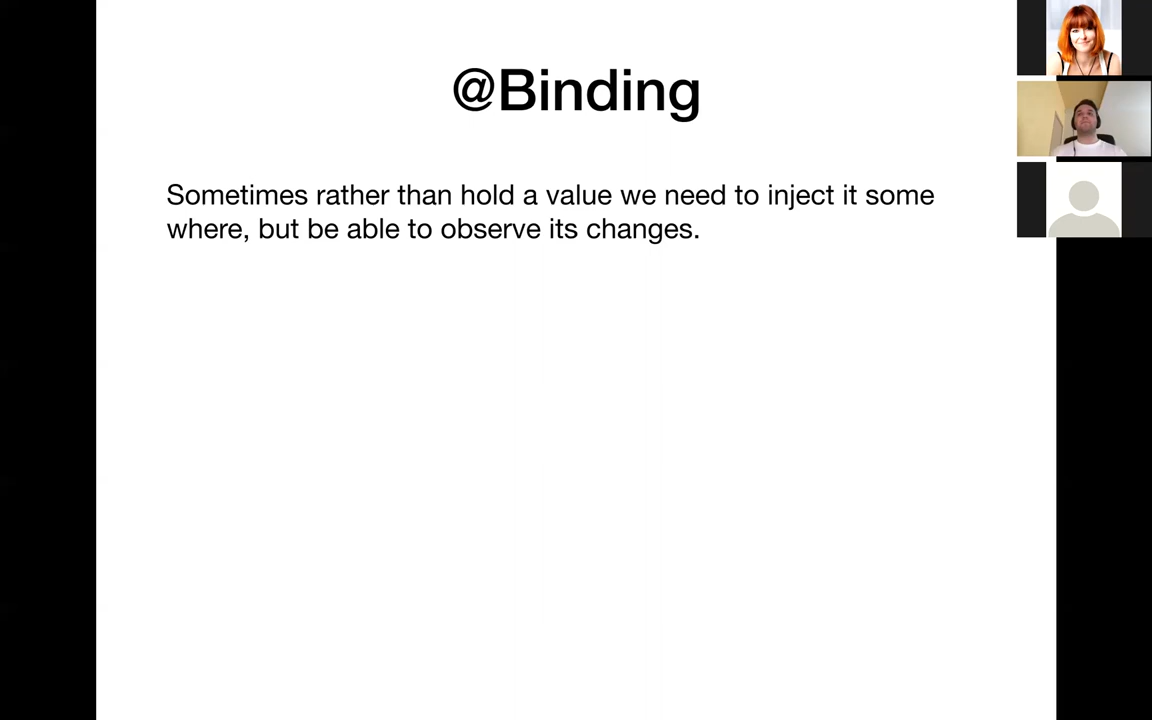 @Binding
Sometimes rather than hold a value we need to inject it some
where, but be able to observe its changes.